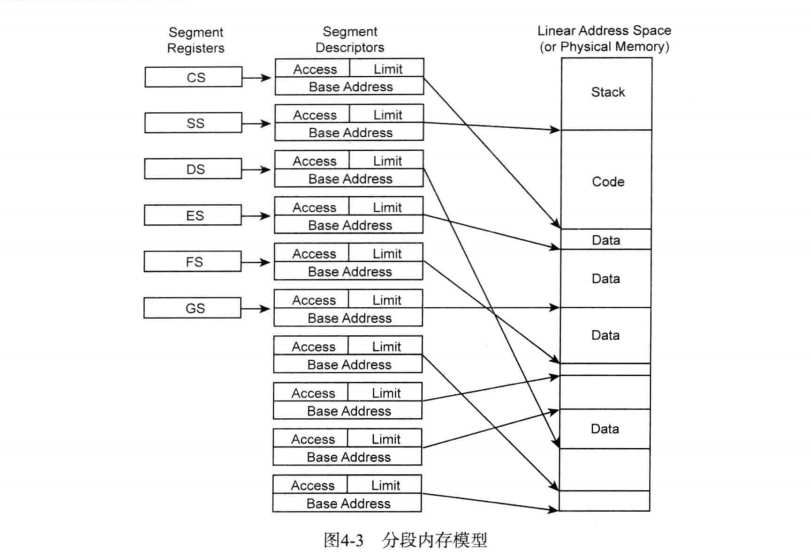 Segment
Registers
Segment
Descriptors
Linear Address Space
(or Physical Memory)
CS
Access Limit
Base Address
Stack
SS
Access Limit
Base Address
DS
Access Limit
Base Address
Code
ES
Access Limit
Base Address
Data
FS
Access Limit
Base Address
Data
GS
Access Limit
Base Address
Data
Access Limit
Base Address
Access Limit
Base Address
Access Limit
Base Address
Data
Access Limit
Base Address
图4-3 分段内存模型